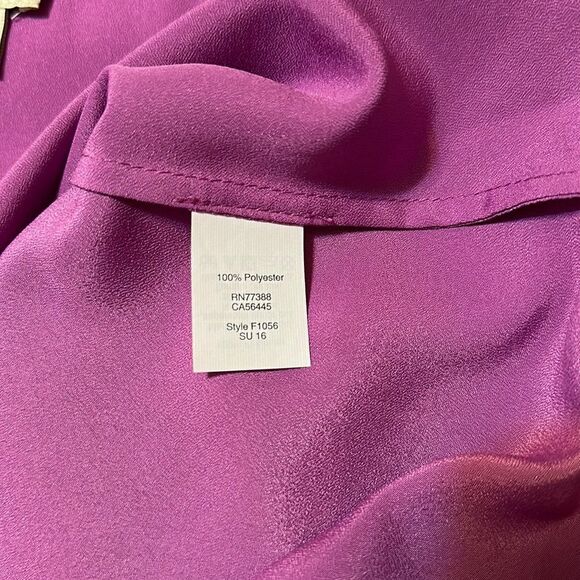 100% Polyester
RN77388
CA56445
Style F1056
SU 16